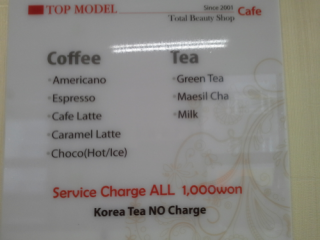 TOP MODEL
Since 2001
Total Beauty Shop
Cafe
Coffee
Tea
Americano
Green Tea
Espresso
Maesil Cha
Cafe Latte
Milk
Caramel Latte
Choco(Hot/Ice)
Service Charge ALL 1,000won
Korea Tea NO Charge